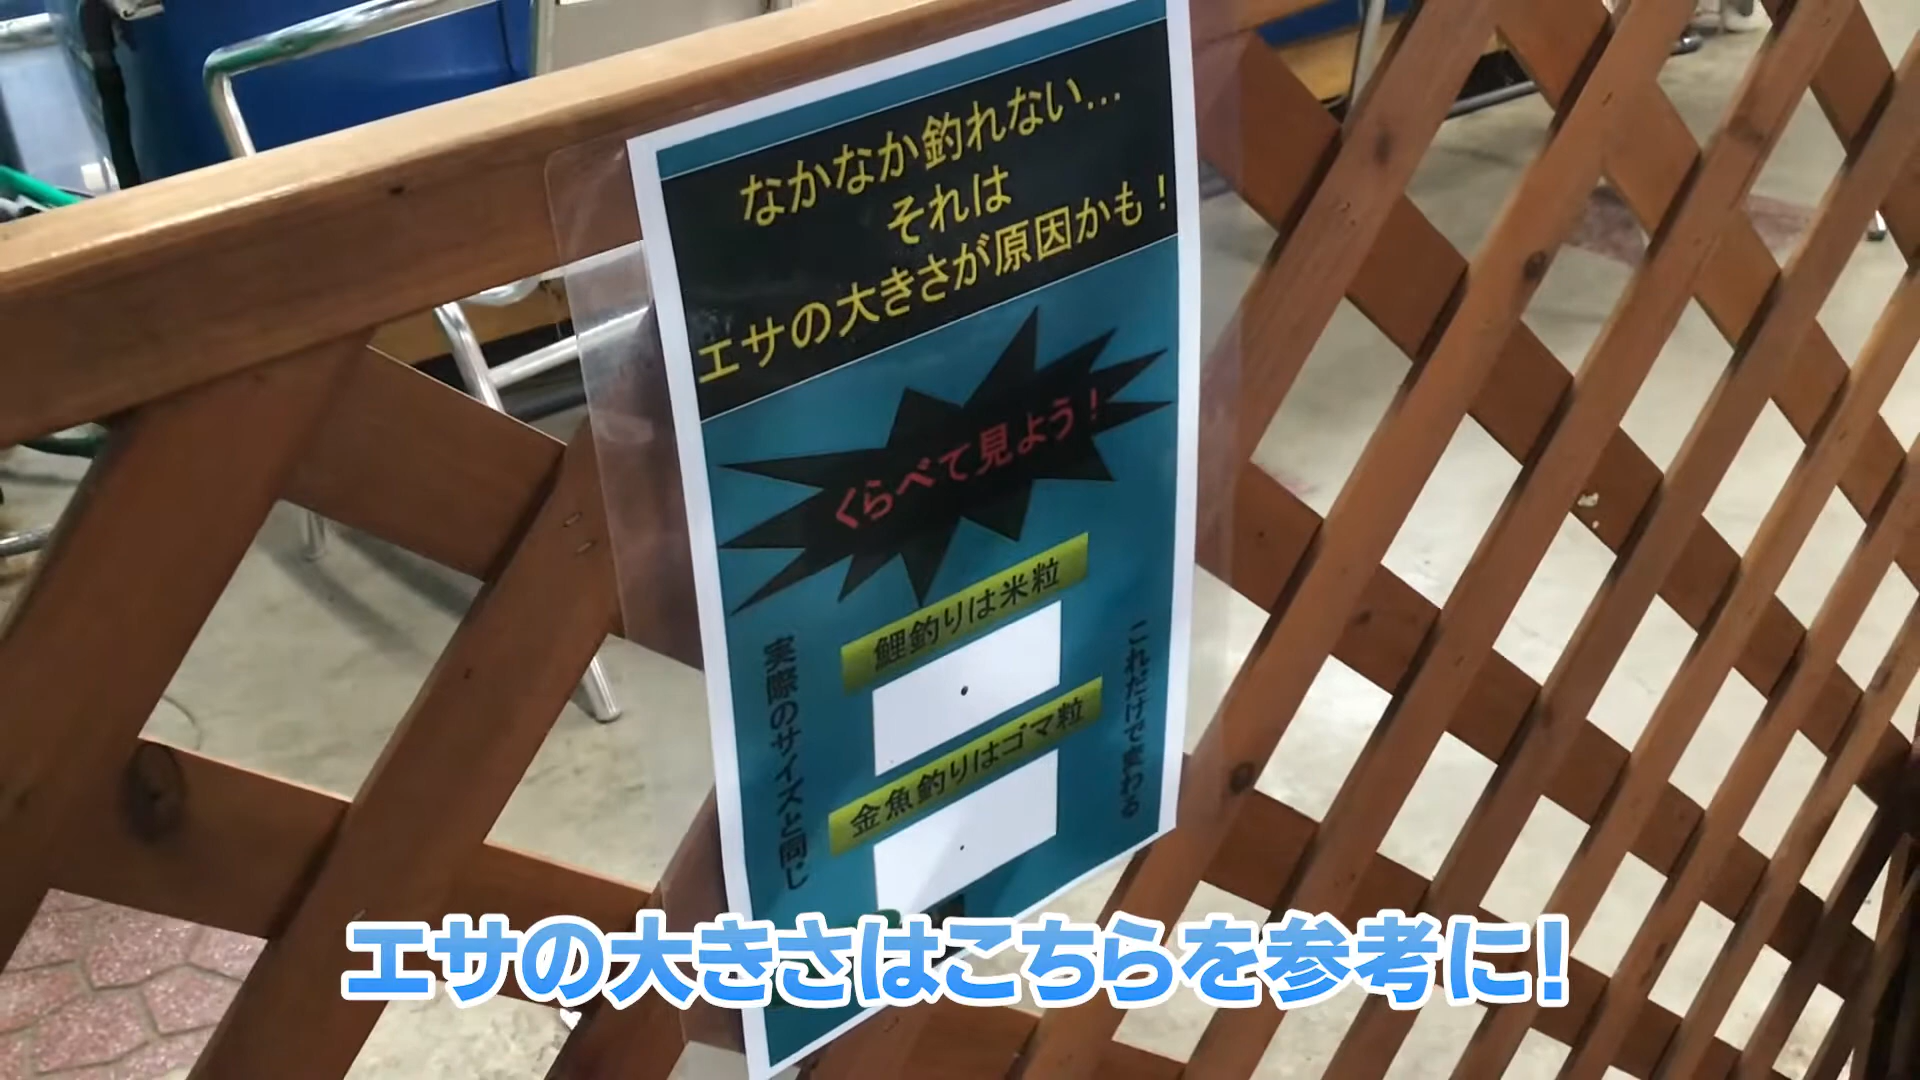 なかなか釣れない…
それは
エサの大きさが原因かも！
くらべて見よう！
鯉釣りは米粒
金魚釣りはゴマ粒
実際のサイズと同じ
これだけで変わる
エサの大きさはこちらを参考に！